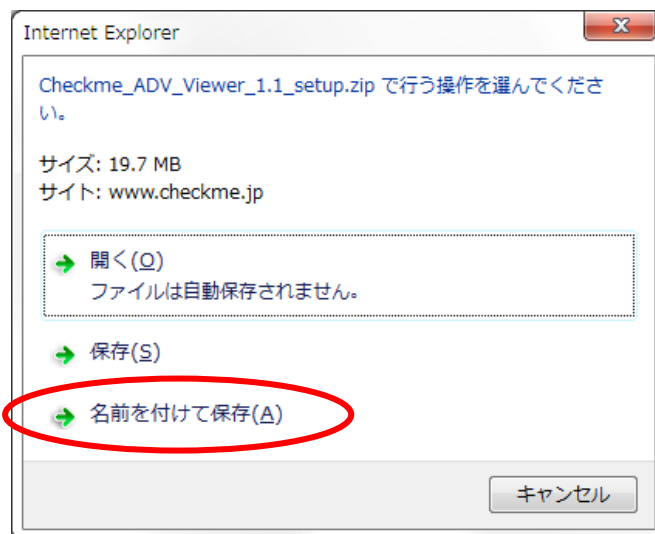 Internet Explorer
Checkme_ADV_Viewer_1.1_setup.zip で行う操作を選んでくださ
い。
サイズ: 19.7 MB
サイト: www.checkme.jp
開く(O)
ファイルは自動保存されません。
保存(S)
名前を付けて保存(A)
キャンセル